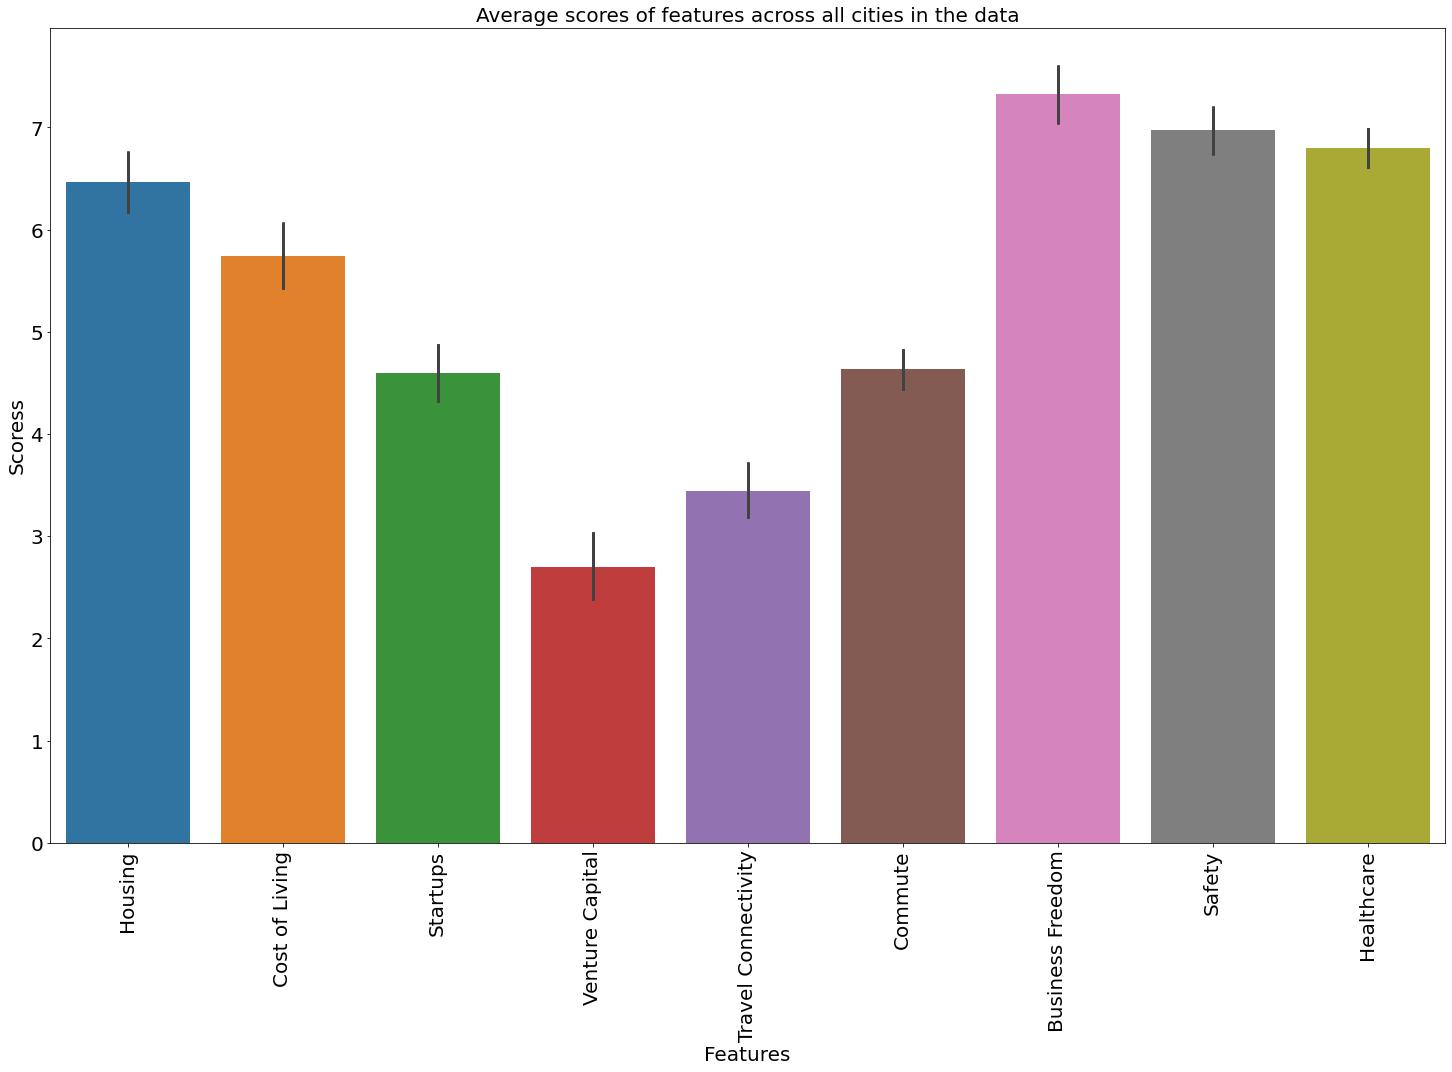 Average scores of features across all cities in the data
Scoress
7
6
5
4
3
2
1
0
Housing
Cost of Living
Startups
Venture Capital
Travel Connectivity
Commute
Business Freedom
Safety
Healthcare
Features